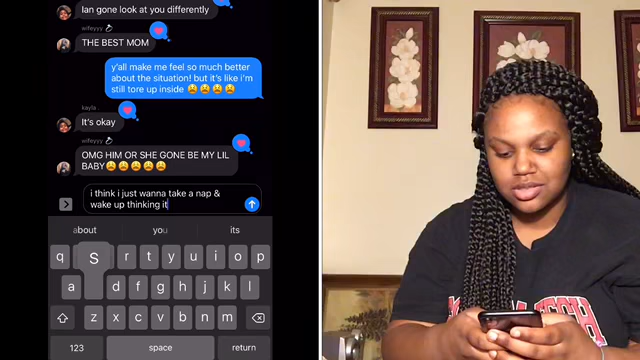 Ian gone look at you differently
wifeyyy 💍
THE BEST MOM
y'all make me feel so much better
about the situation! but it's like i'm
still tore up inside 😫😫😫😫
kayla
It's okay
wifeyyy 💍
OMG HIM OR SHE GONE BE MY LIL
BABY😫😫😫😫😫
i think i just wanna take a nap &
wake up thinking it
about you its
q S r t y u i o p
a d f g h j k l
z x c v b n m
123 space return